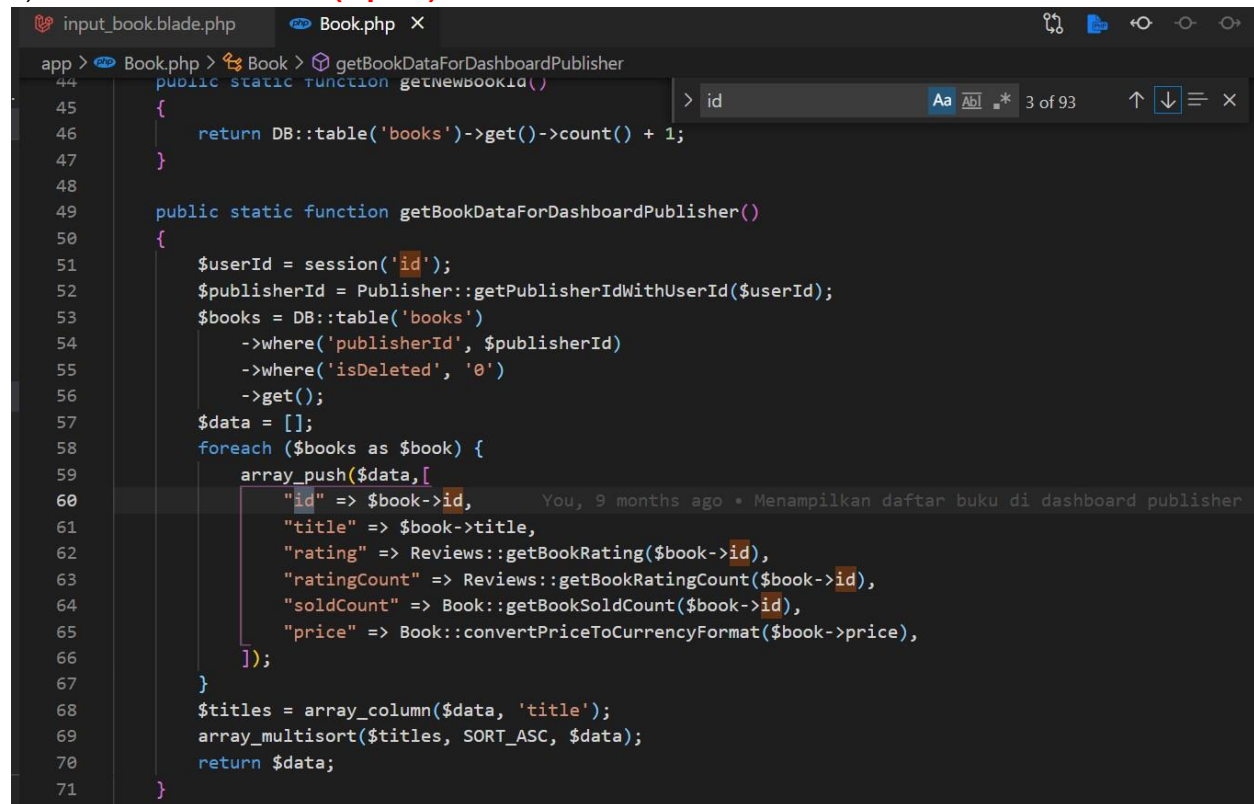 input_book.blade.php Book.php
app > Book.php > Book > getBookDataForDashboardPublisher
> id Aa Abl .* 3 of 93
44 public static function getNewBookId()
45 {
46 return DB::table('books')->get()->count() + 1;
47 }
48
49 public static function getBookDataForDashboardPublisher()
50 {
51 $userId = session('id');
52 $publisherId = Publisher::getPublisherIdWithUserId($userId);
53 $books = DB::table('books')
54 ->where('publisherId', $publisherId)
55 ->where('isDeleted', '0')
56 ->get();
57 $data = [];
58 foreach ($books as $book) {
59 array_push($data,[
60 "id" => $book->id, You, 9 months ago • Menampilkan daftar buku di dashboard publisher
61 "title" => $book->title,
62 "rating" => Reviews::getBookRating($book->id),
63 "ratingCount" => Reviews::getBookRatingCount($book->id),
64 "soldCount" => Book::getBookSoldCount($book->id),
65 "price" => Book::convertPriceToCurrencyFormat($book->price),
66 ]);
67 }
68 $titles = array_column($data, 'title');
69 array_multisort($titles, SORT_ASC, $data);
70 return $data;
71 }